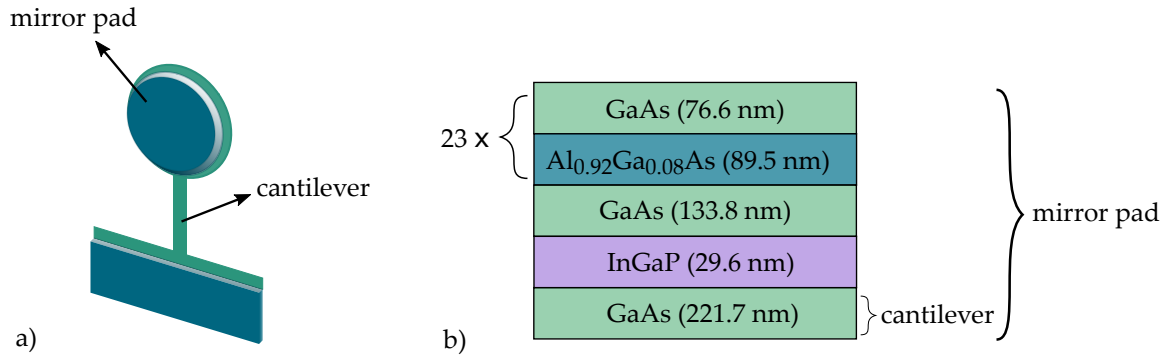 mirror pad
cantilever
a)
23 x
GaAs (76.6 nm)
Al₀.₉₂Ga₀.₀₈As (89.5 nm)
GaAs (133.8 nm)
InGaP (29.6 nm)
GaAs (221.7 nm)
cantilever
mirror pad
b)